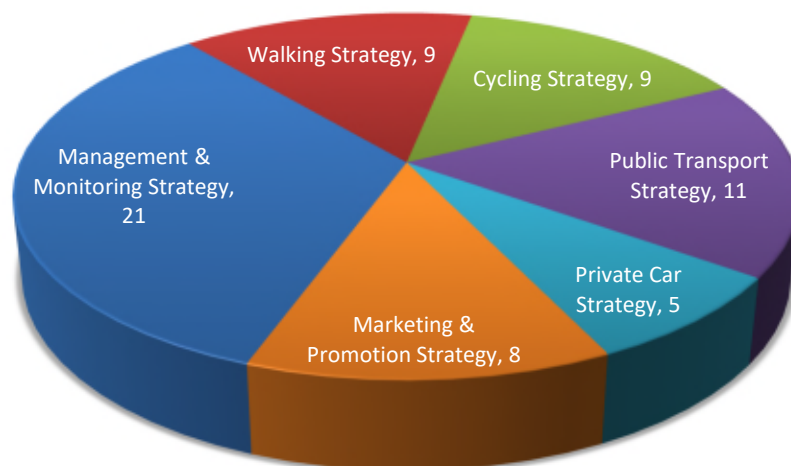 Walking Strategy, 9
Cycling Strategy, 9
Public Transport
Strategy, 11
Private Car
Strategy, 5
Marketing &
Promotion Strategy, 8
Management &
Monitoring Strategy,
21